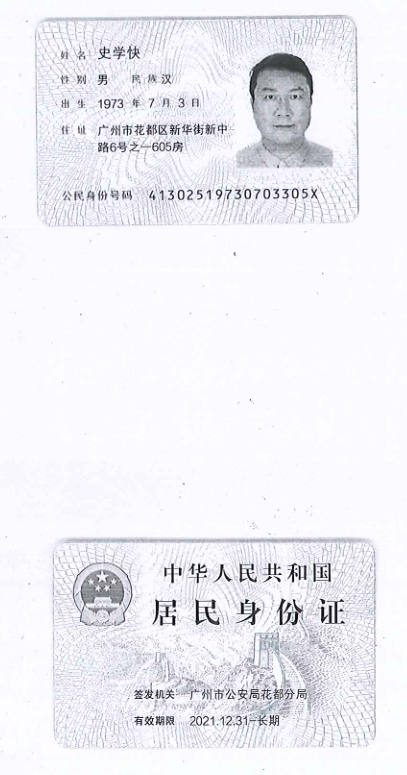 姓名 史学快
性别 男 民族 汉
出生 1973 年 7 月 3 日
住址 广州市花都区新华街新中
路6号之一605房
公民身份号码 41302519730703305X
中华人民共和国
居民身份证
签发机关 广州市公安局花都分局
有效期限 2021.12.31-长期